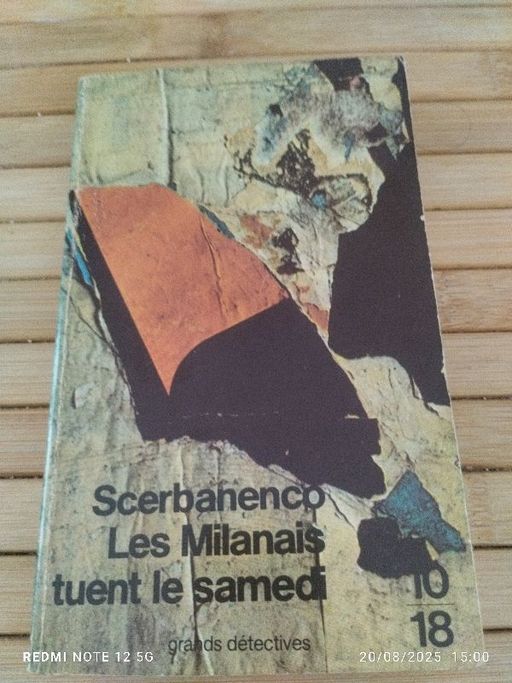 Scerbanenco
Les Milanais
tuent le samedi
10
18
grands détectives
REDMI NOTE 12 5G
20/08/2025 15:00